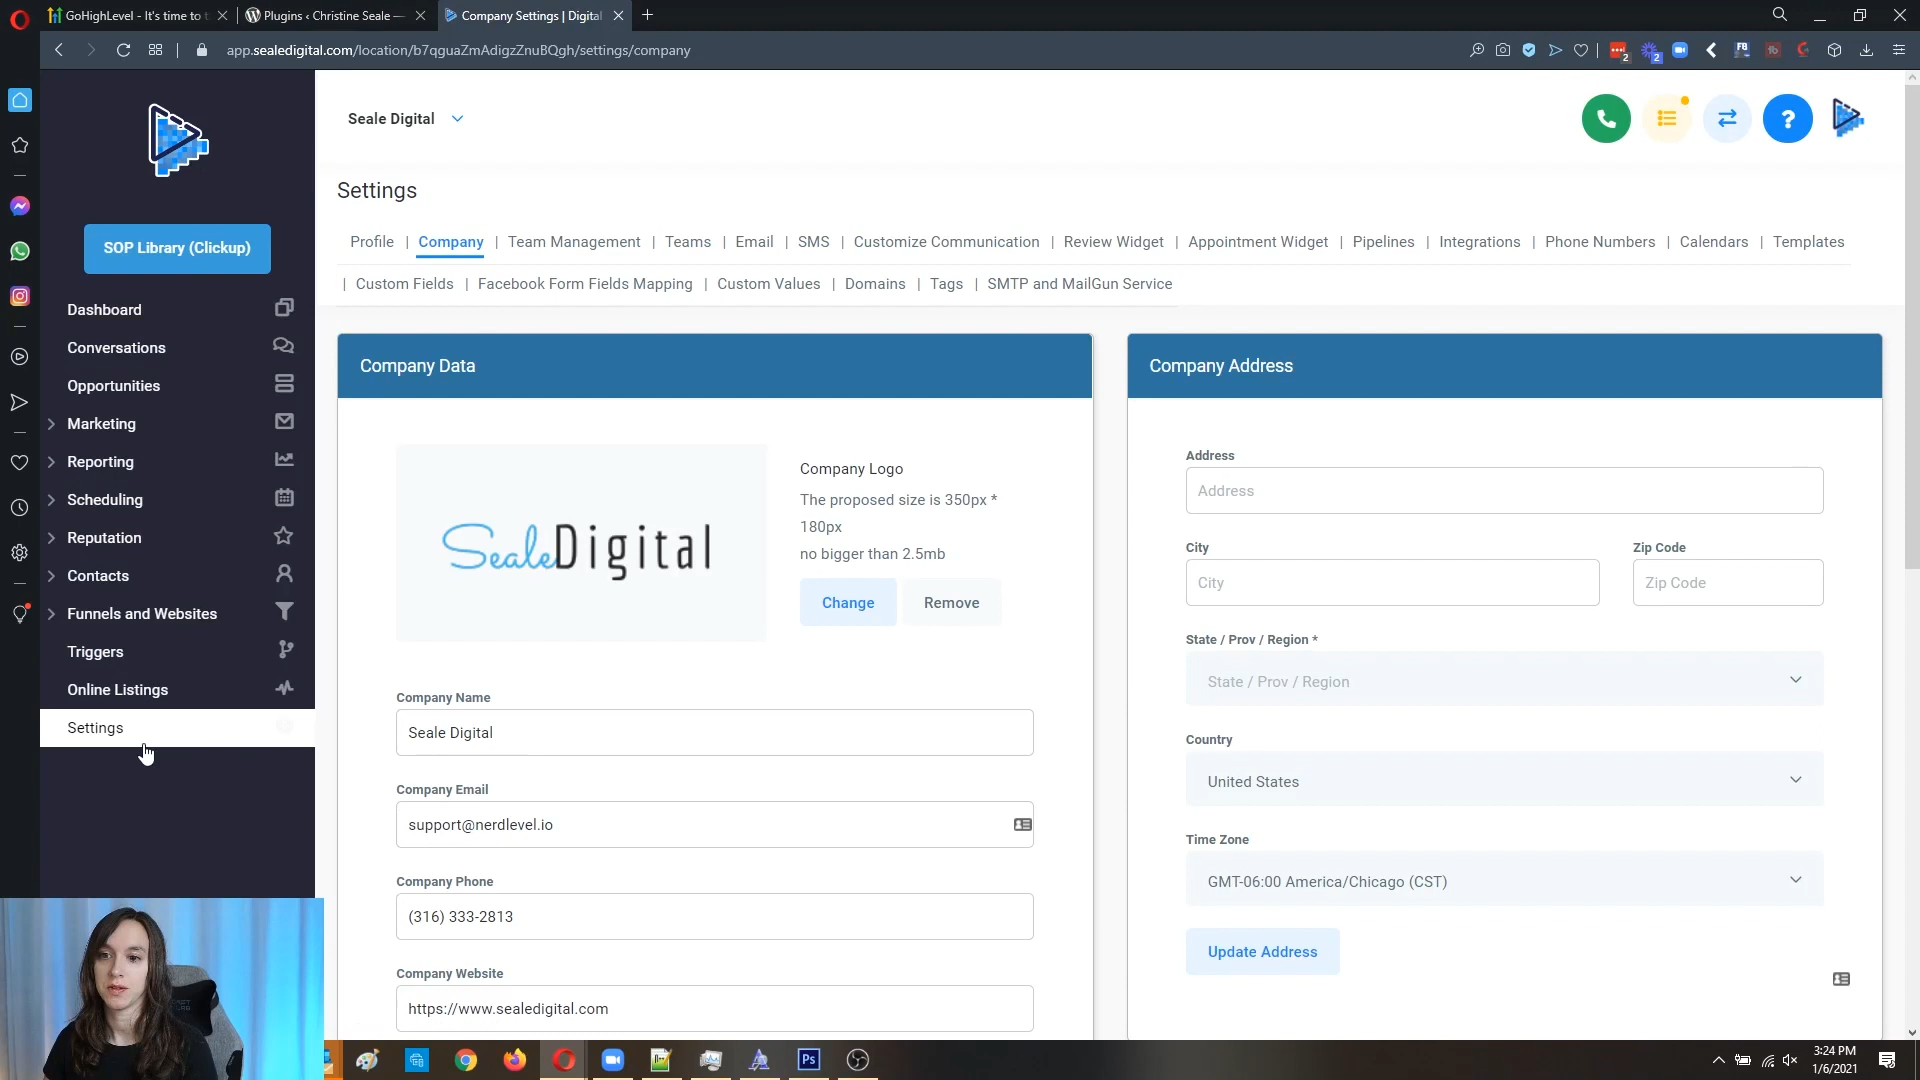 GoHighLevel - It's time to t
Plugins ‹ Christine Seale —
Company Settings | Digital
app.sealedigital.com/location/b7qguaZmAdigzZnuBQgh/settings/company
2
2
FB
SOP Library (Clickup)
Dashboard
Conversations
Opportunities
Marketing
Reporting
Scheduling
Reputation
Contacts
Funnels and Websites
Triggers
Online Listings
Settings
Seale Digital
?
Settings
Profile | Company | Team Management | Teams | Email | SMS | Customize Communication | Review Widget | Appointment Widget | Pipelines | Integrations | Phone Numbers | Calendars | Templates
| Custom Fields | Facebook Form Fields Mapping | Custom Values | Domains | Tags | SMTP and MailGun Service
Company Data
SealeDigital
Company Logo
The proposed size is 350px *
180px
no bigger than 2.5mb
Change
Remove
Company Name
Seale Digital
Company Email
support@nerdlevel.io
Company Phone
(316) 333-2813
Company Website
https://www.sealedigital.com
Company Address
Address
Address
City
Zip Code
City
Zip Code
State / Prov / Region *
State / Prov / Region
Country
United States
Time Zone
GMT-06:00 America/Chicago (CST)
Update Address
Ps
3:24 PM
1/6/2021